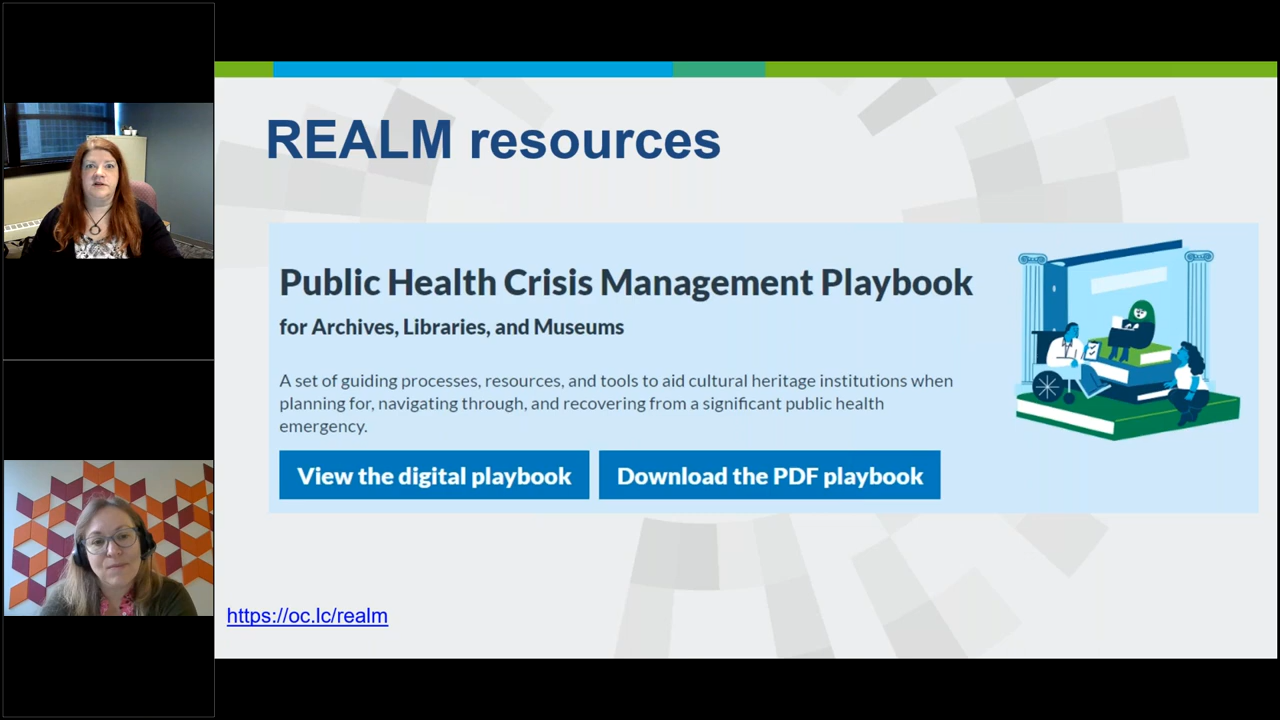 REALM resources
Public Health Crisis Management Playbook
for Archives, Libraries, and Museums
A set of guiding processes, resources, and tools to aid cultural heritage institutions when
planning for, navigating through, and recovering from a significant public health
emergency.
View the digital playbook
Download the PDF playbook
https://oc.lc/realm